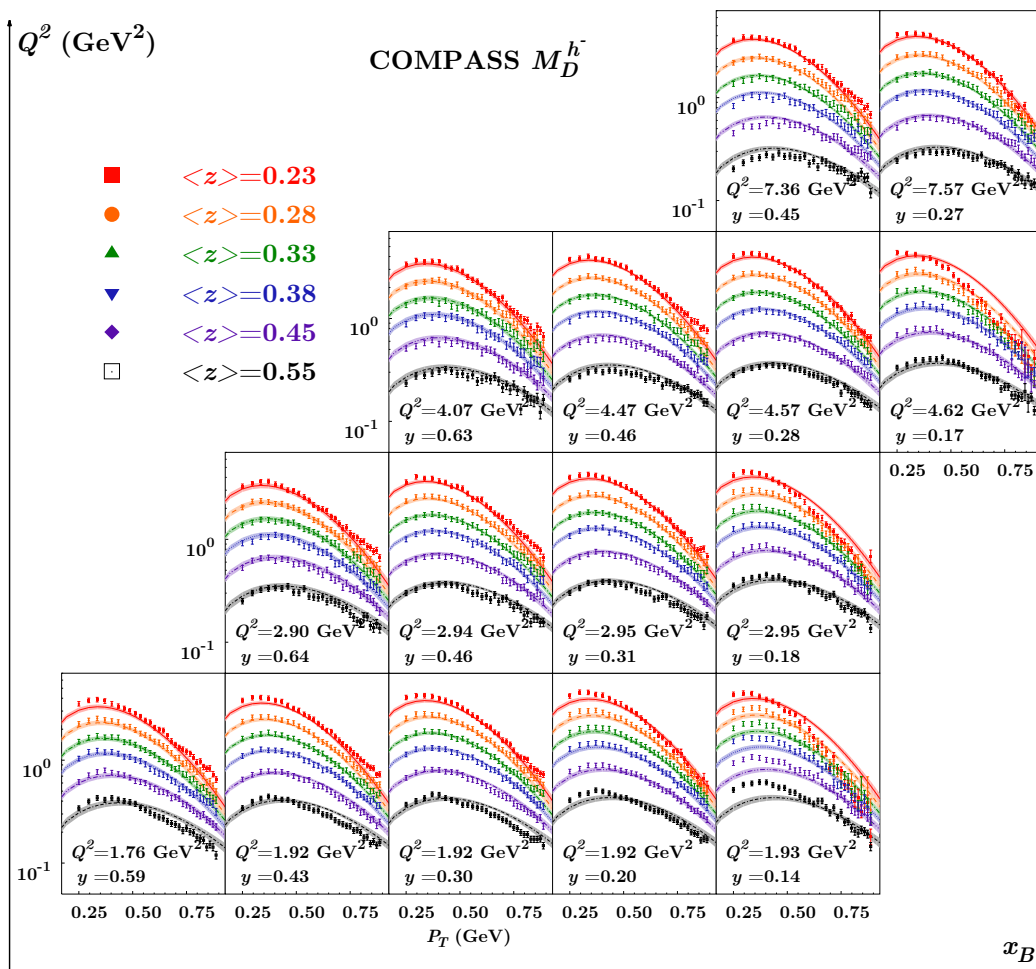 Q² (GeV²)
COMPASS M_D^{h⁻}
<z>=0.23
<z>=0.28
<z>=0.33
<z>=0.38
<z>=0.45
<z>=0.55
10⁰
10⁻¹
Q²=7.36 GeV²
y =0.45
Q²=7.57 GeV²
y =0.27
10⁰
10⁻¹
Q²=4.07 GeV²
y =0.63
Q²=4.47 GeV²
y =0.46
Q²=4.57 GeV²
y =0.28
Q²=4.62 GeV²
y =0.17
0.25 0.50 0.75
10⁰
10⁻¹
Q²=2.90 GeV²
y =0.64
Q²=2.94 GeV²
y =0.46
Q²=2.95 GeV²
y =0.31
Q²=2.95 GeV²
y =0.18
10⁰
10⁻¹
Q²=1.76 GeV²
y =0.59
Q²=1.92 GeV²
y =0.43
Q²=1.92 GeV²
y =0.30
Q²=1.92 GeV²
y =0.20
Q²=1.93 GeV²
y =0.14
0.25 0.50 0.75 0.25 0.50 0.75 0.25 0.50 0.75 0.25 0.50 0.75 0.25 0.50 0.75
P_T (GeV)
x_B